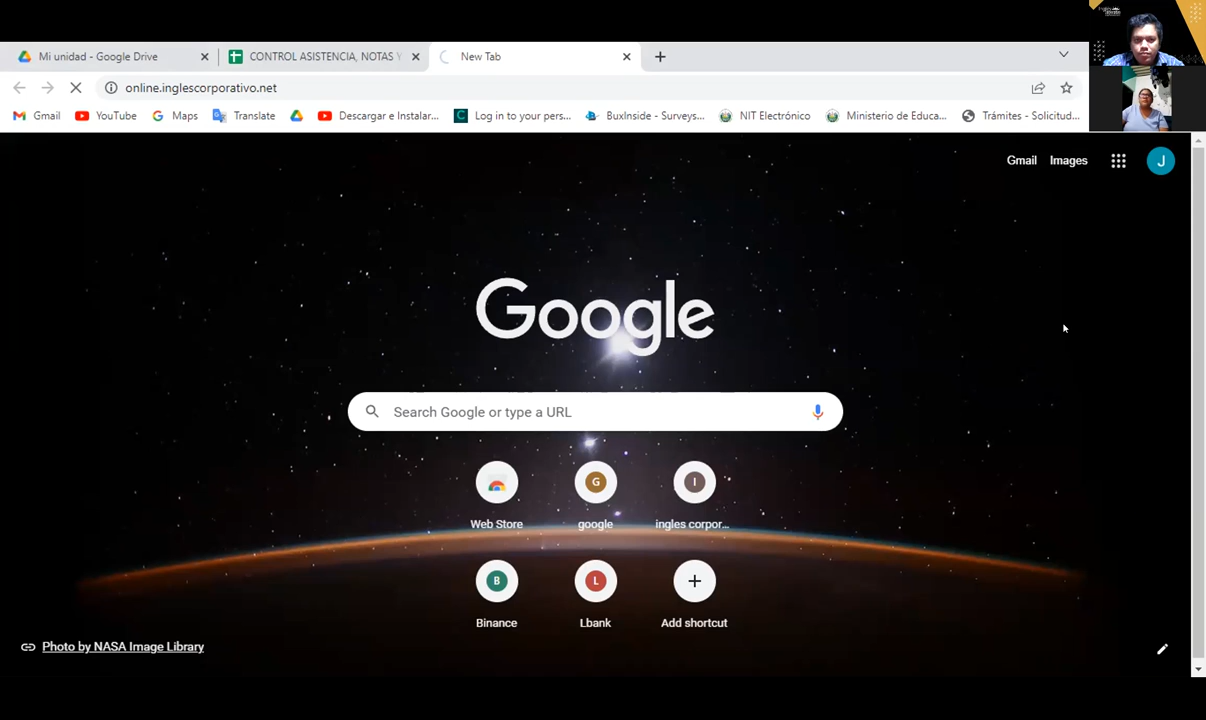 Mi unidad - Google Drive
CONTROL ASISTENCIA, NOTAS Y
New Tab
online.inglescorporativo.net
Gmail
YouTube
Maps
Translate
Descargar e Instalar...
Log in to your pers...
BuxInside - Surveys...
NIT Electrónico
Ministerio de Educa...
Trámites - Solicitud...
Gmail
Images
J
Google
Search Google or type a URL
G
I
Web Store
google
ingles corpor...
B
L
Binance
Lbank
Add shortcut
Photo by NASA Image Library